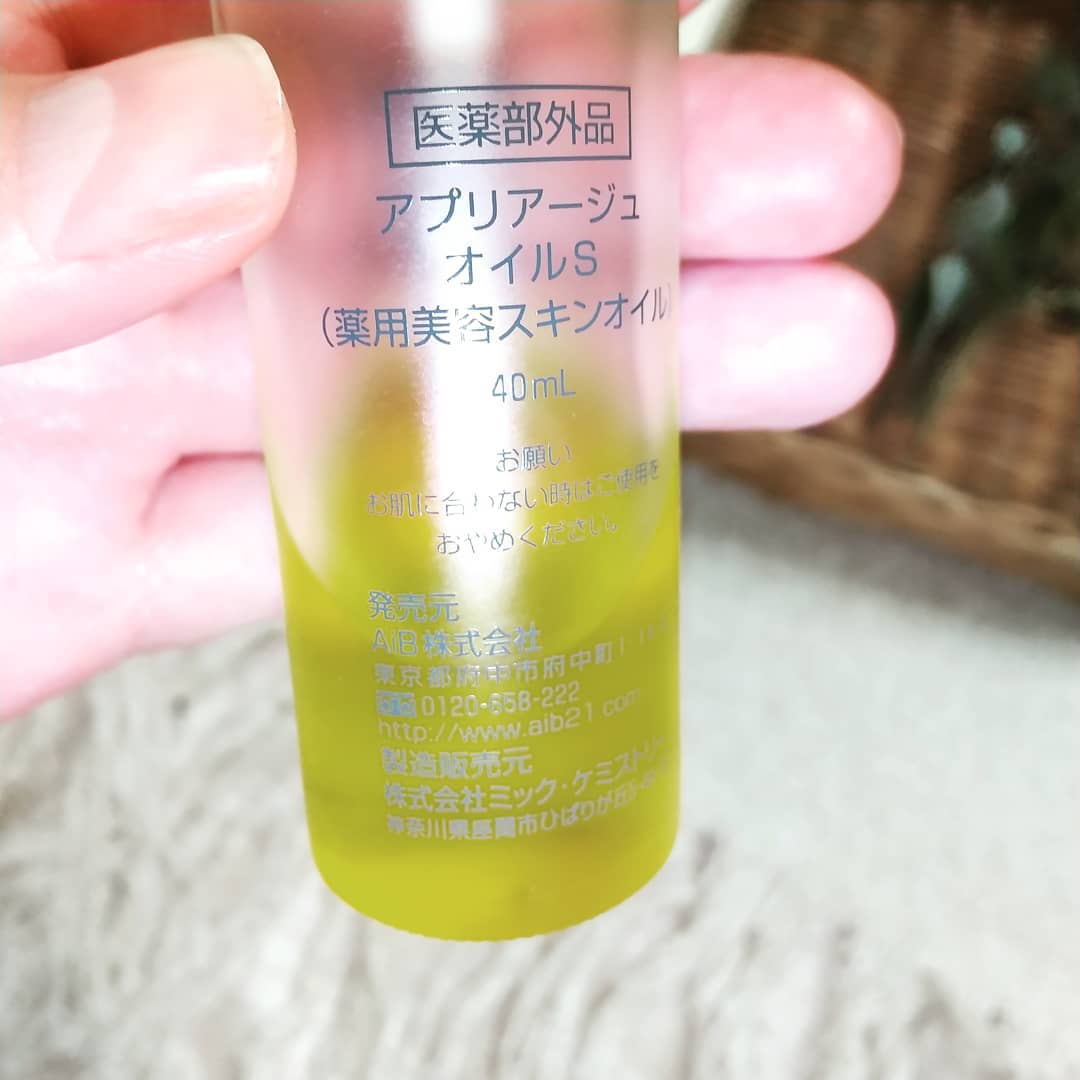 医薬部外品
アプリアージュ
オイルS
(薬用美容スキンオイル)
40mL
お願い
お肌に合わない時はご使用を
おやめください。
発売元
AiB株式会社
東京都府中市府中町1
0120-658-222
http://www.aib21.com
製造販売元
株式会社ミック・ケミストリー
神奈川県座間市ひばりが丘